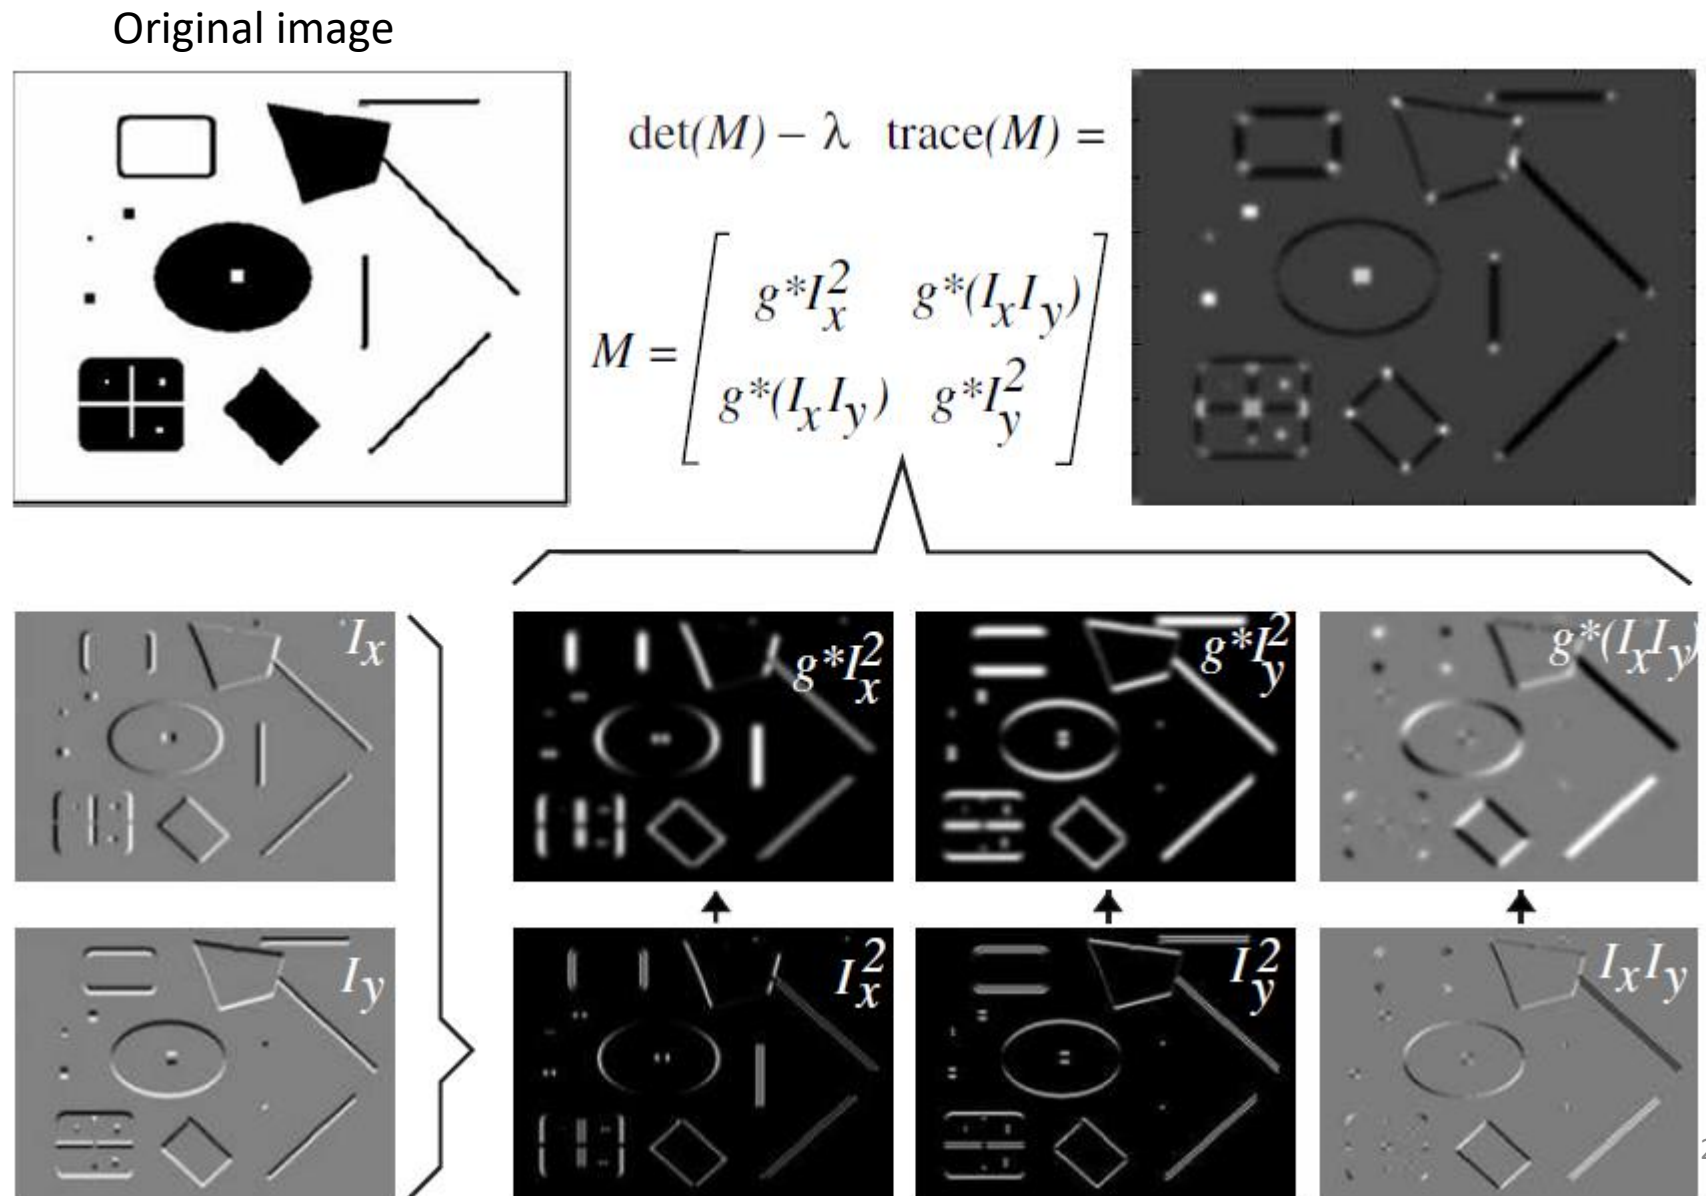 Original image
det(M) − λ trace(M) =
M = [ g*I_x^2 g*(I_xI_y)
g*(I_xI_y) g*I_y^2 ]
I_x
g*I_x^2
g*I_y^2
g*(I_xI_y)
I_y
I_x^2
I_y^2
I_xI_y
2